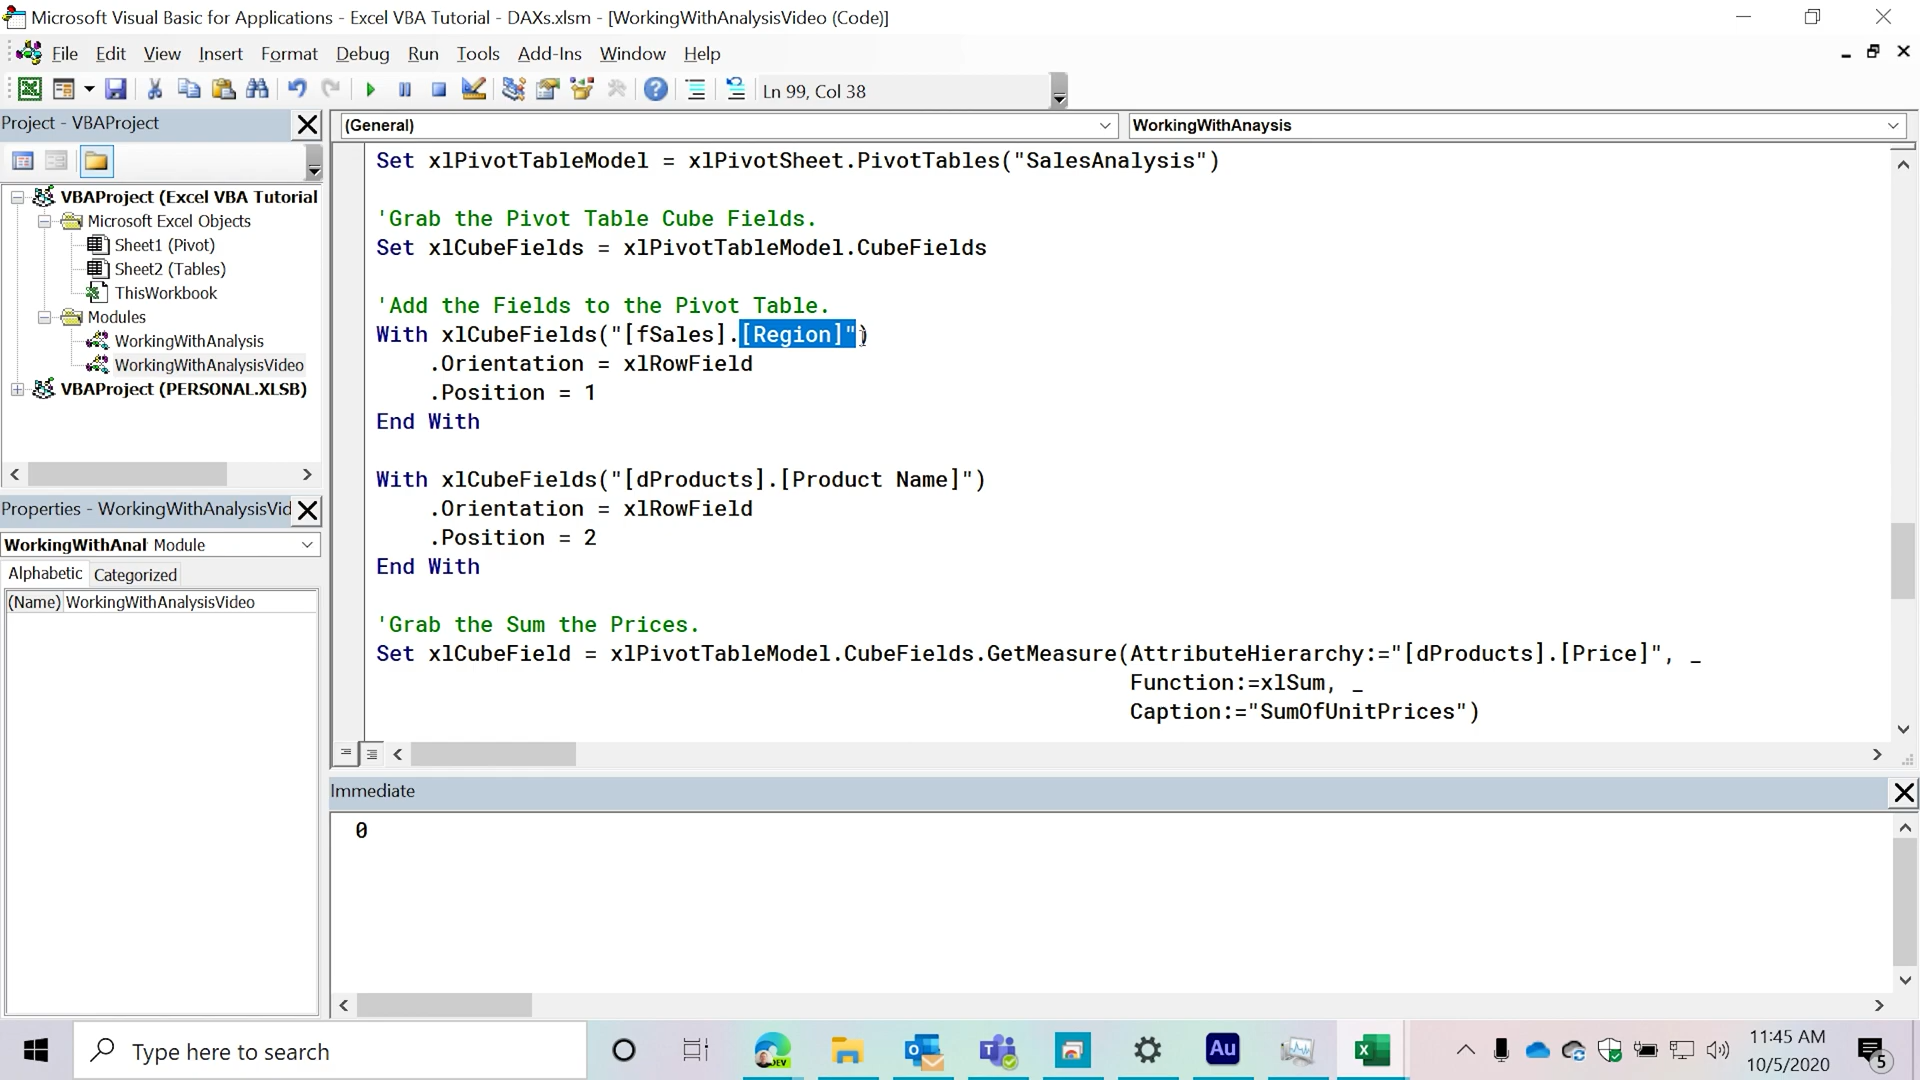 Microsoft Visual Basic for Applications - Excel VBA Tutorial - DAXs.xlsm - [WorkingWithAnalysisVideo (Code)]
File Edit View Insert Format Debug Run Tools Add-Ins Window Help
Ln 99, Col 38
Project - VBAProject
(General)
WorkingWithAnaysis
VBAProject (Excel VBA Tutorial
Microsoft Excel Objects
Sheet1 (Pivot)
Sheet2 (Tables)
ThisWorkbook
Modules
WorkingWithAnalysis
WorkingWithAnalysisVideo
VBAProject (PERSONAL.XLSB)
Properties - WorkingWithAnalysisVid
WorkingWithAnal Module
Alphabetic Categorized
(Name) WorkingWithAnalysisVideo
Set xlPivotTableModel = xlPivotSheet.PivotTables("SalesAnalysis")
'Grab the Pivot Table Cube Fields.
Set xlCubeFields = xlPivotTableModel.CubeFields
'Add the Fields to the Pivot Table.
With xlCubeFields("[fSales].[Region]")
.Orientation = xlRowField
.Position = 1
End With
With xlCubeFields("[dProducts].[Product Name]")
.Orientation = xlRowField
.Position = 2
End With
'Grab the Sum the Prices.
Set xlCubeField = xlPivotTableModel.CubeFields.GetMeasure(AttributeHierarchy:="[dProducts].[Price]", _
Function:=xlSum, _
Caption:="SumOfUnitPrices")
Immediate
0
Type here to search
DEV
Au
11:45 AM
10/5/2020
5